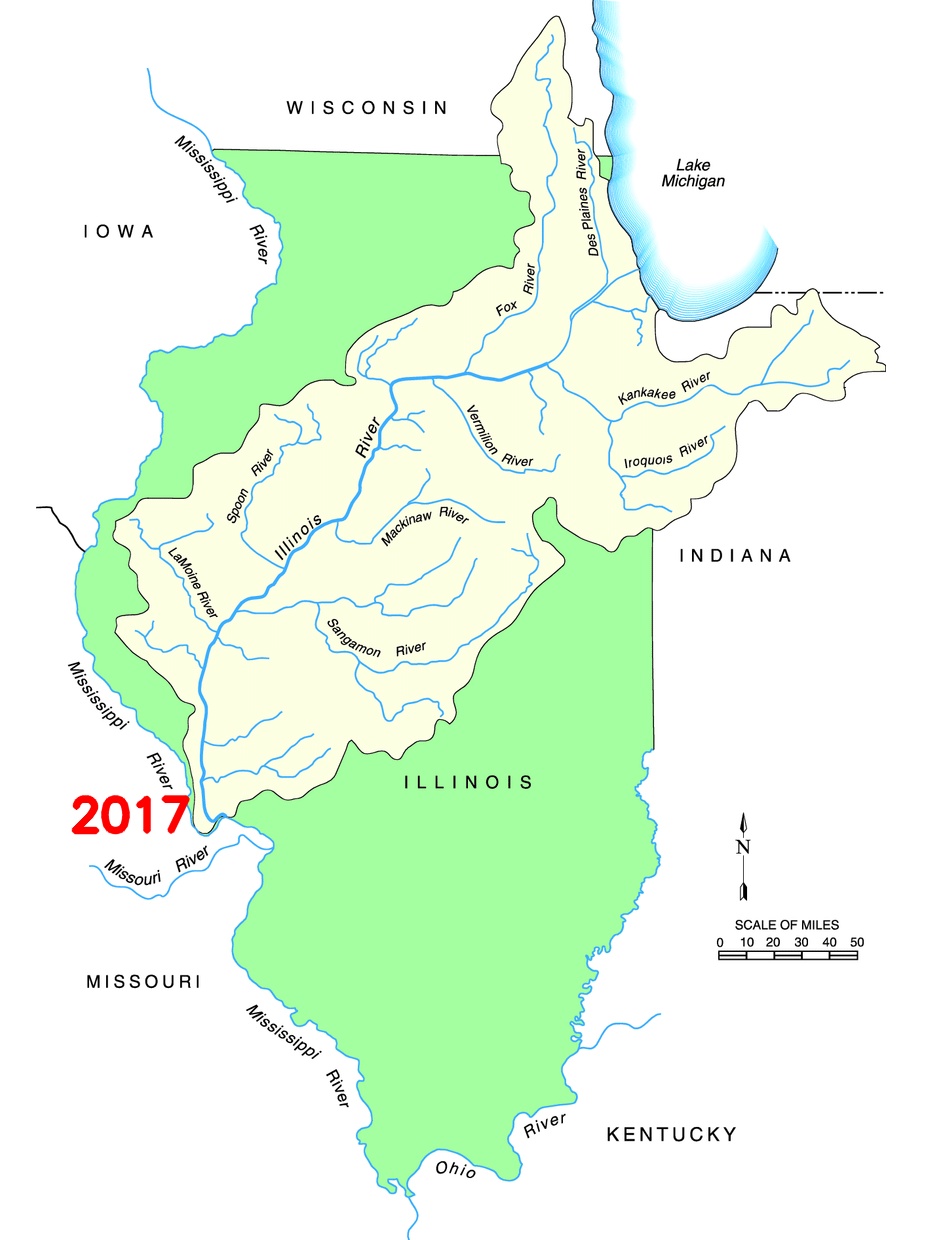 WISCONSIN
Mississippi
River
IOWA
Lake
Michigan
Des Plaines River
Fox River
Kankakee River
Iroquois River
Vermilion River
Illinois River
Spoon River
Mackinaw River
LaMoine River
Sangamon River
INDIANA
Mississippi
River
ILLINOIS
2017
Missouri River
N
SCALE OF MILES
0 10 20 30 40 50
MISSOURI
Mississippi
River
Ohio River
KENTUCKY